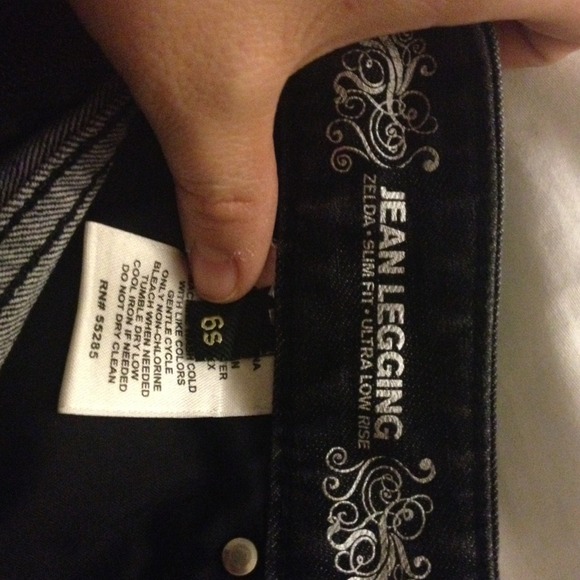 JEAN LEGGING
ZELDA • SLIM FIT • ULTRA LOW RISE
6S
COLD
WITH LIKE COLORS
GENTLE CYCLE
ONLY NON-CHLORINE
BLEACH WHEN NEEDED
TUMBLE DRY LOW
COOL IRON IF NEEDED
DO NOT DRY CLEAN
RN# 55285